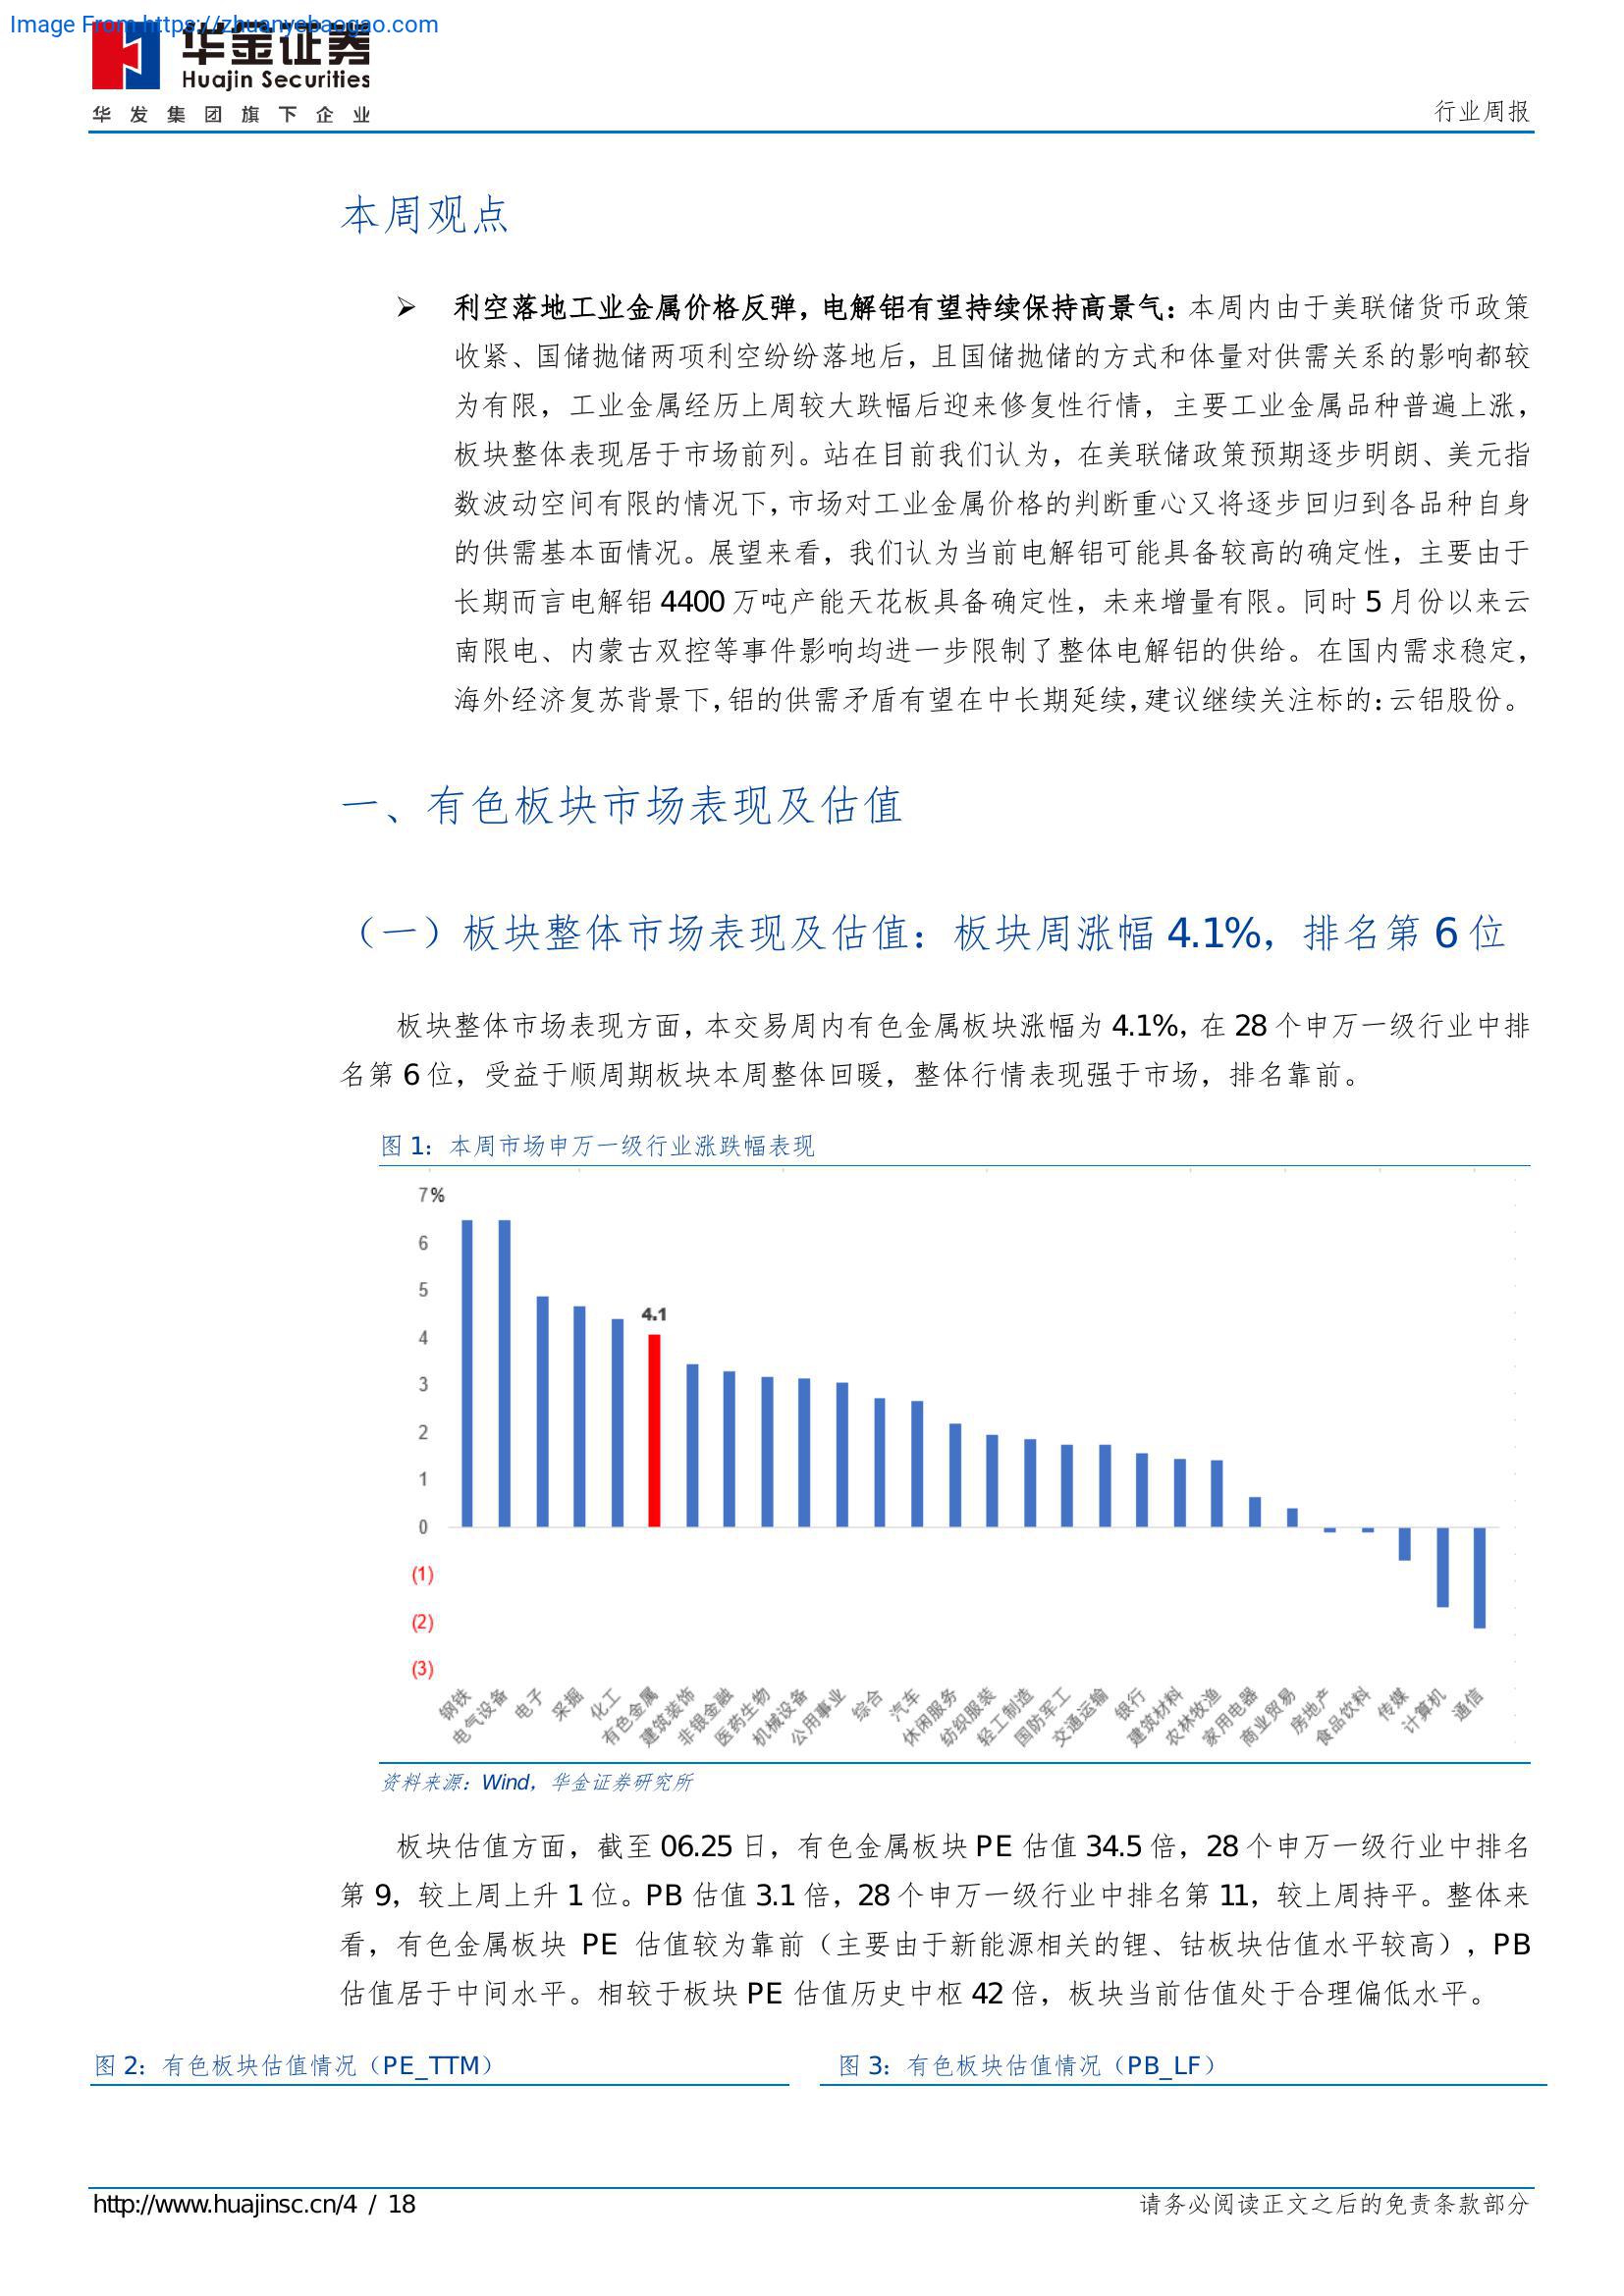 Image From https://zhuanyebaogao.com
华金证券
Huajin Securities
华发集团旗下企业
行业周报
本周观点
➢ 利空落地工业金属价格反弹，电解铝有望持续保持高景气：本周内由于美联储货币政策
收紧、国储抛储两项利空纷纷落地后，且国储抛储的方式和体量对供需关系的影响都较
为有限，工业金属经历上周较大跌幅后迎来修复性行情，主要工业金属品种普遍上涨，
板块整体表现居于市场前列。站在目前我们认为，在美联储政策预期逐步明朗、美元指
数波动空间有限的情况下，市场对工业金属价格的判断重心又将逐步回归到各品种自身
的供需基本面情况。展望来看，我们认为当前电解铝可能具备较高的确定性，主要由于
长期而言电解铝 4400 万吨产能天花板具备确定性，未来增量有限。同时 5 月份以来云
南限电、内蒙古双控等事件影响均进一步限制了整体电解铝的供给。在国内需求稳定，
海外经济复苏背景下，铝的供需矛盾有望在中长期延续，建议继续关注标的：云铝股份。
一、有色板块市场表现及估值
（一）板块整体市场表现及估值：板块周涨幅 4.1%，排名第 6 位
板块整体市场表现方面，本交易周内有色金属板块涨幅为 4.1%，在 28 个申万一级行业中排
名第 6 位，受益于顺周期板块本周整体回暖，整体行情表现强于市场，排名靠前。
图 1：本周市场申万一级行业涨跌幅表现
7%
6
5
4
3
2
1
0
(1)
(2)
(3)
4.1
钢铁
电气设备
电子
采掘
化工
有色金属
建筑装饰
非银金融
医药生物
机械设备
公用事业
综合
汽车
休闲服务
纺织服装
轻工制造
国防军工
交通运输
银行
建筑材料
农林牧渔
家用电器
商业贸易
房地产
食品饮料
传媒
计算机
通信
资料来源：Wind，华金证券研究所
板块估值方面，截至 06.25 日，有色金属板块 PE 估值 34.5 倍，28 个申万一级行业中排名
第 9，较上周上升 1 位。PB 估值 3.1 倍，28 个申万一级行业中排名第 11，较上周持平。整体来
看，有色金属板块 PE 估值较为靠前（主要由于新能源相关的锂、钴板块估值水平较高），PB
估值居于中间水平。相较于板块 PE 估值历史中枢 42 倍，板块当前估值处于合理偏低水平。
图 2：有色板块估值情况（PE_TTM）
图 3：有色板块估值情况（PB_LF）
http://www.huajinsc.cn/4 / 18
请务必阅读正文之后的免责条款部分